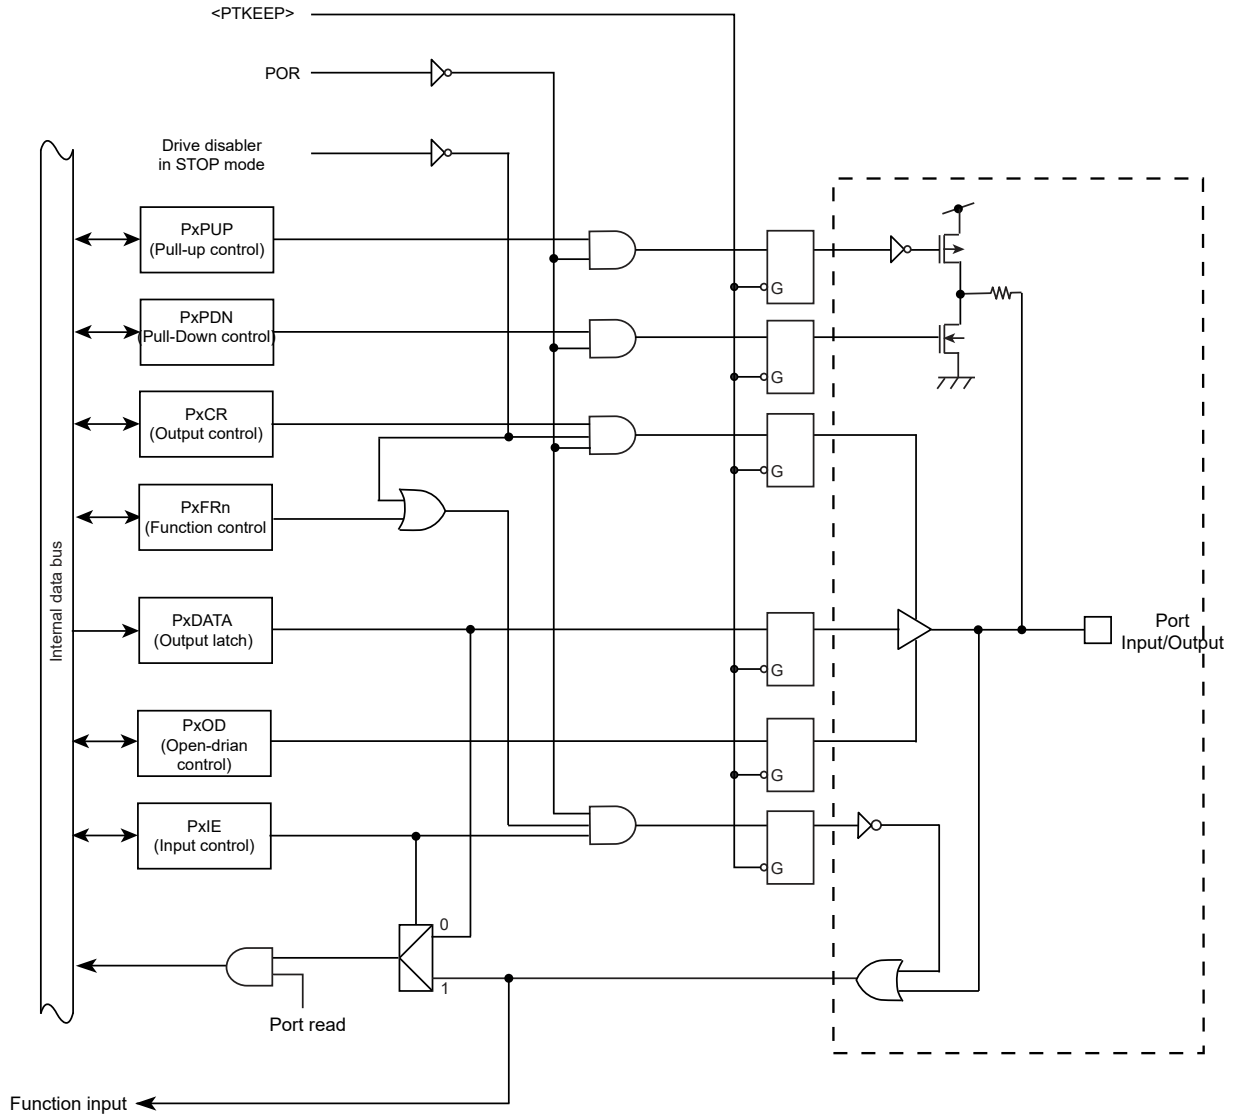 <PTKEEP>
POR
Drive disabler
in STOP mode
PxPUP
(Pull-up control)
G
PxPDN
(Pull-Down control)
G
PxCR
(Output control)
G
PxFRn
(Function control
Internal data bus
PxDATA
(Output latch)
G
Port
Input/Output
PxOD
(Open-drian
control)
G
PxIE
(Input control)
G
0
1
Port read
Function input